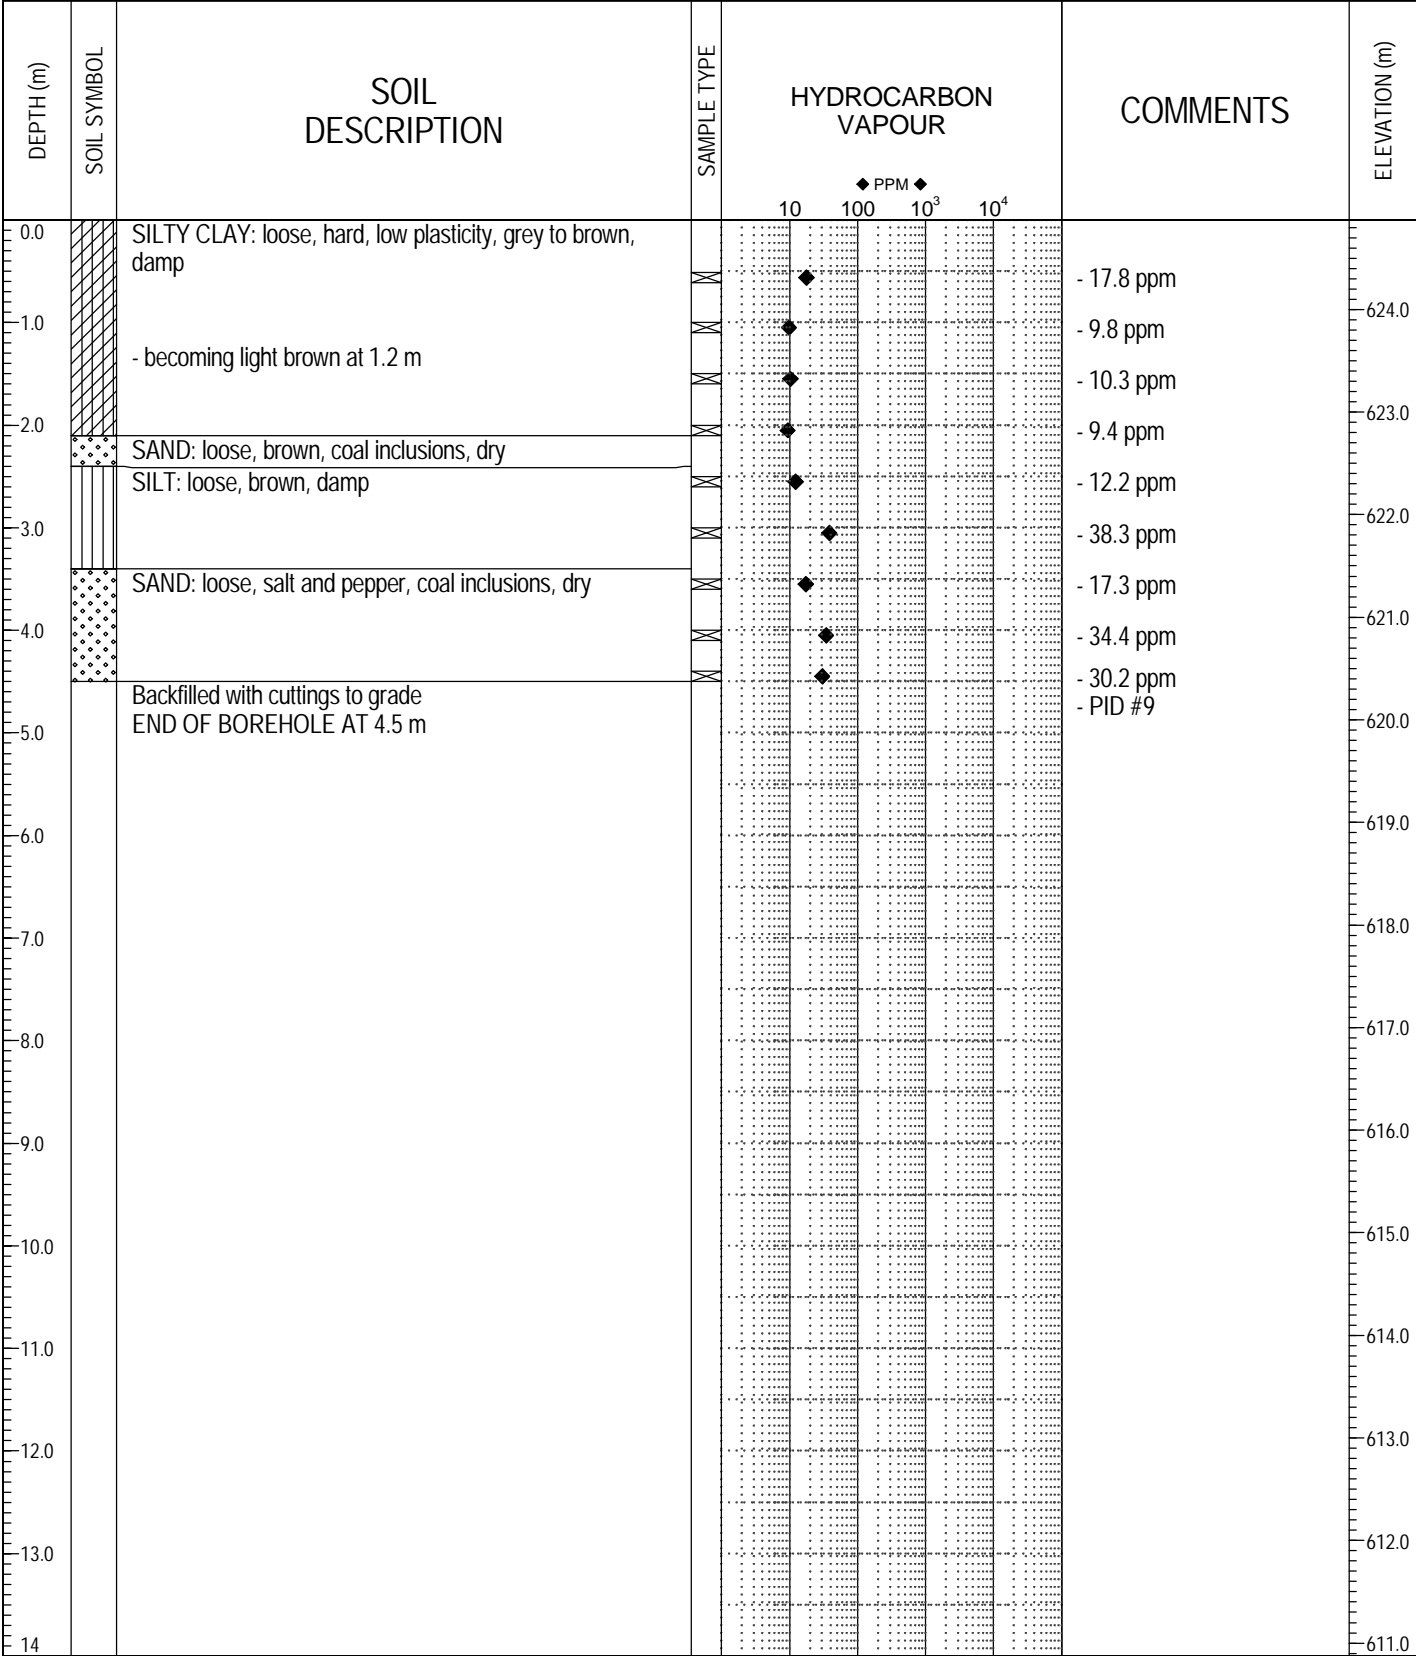 DEPTH (m)
SOIL SYMBOL
SOIL
DESCRIPTION
SAMPLE TYPE
HYDROCARBON
VAPOUR
◆ PPM ◆
10 100 10³ 10⁴
COMMENTS
ELEVATION (m)
0.0
SILTY CLAY: loose, hard, low plasticity, grey to brown,
damp
- 17.8 ppm
624.0
1.0
- 9.8 ppm
- becoming light brown at 1.2 m
- 10.3 ppm
623.0
2.0
- 9.4 ppm
SAND: loose, brown, coal inclusions, dry
SILT: loose, brown, damp
- 12.2 ppm
622.0
3.0
- 38.3 ppm
SAND: loose, salt and pepper, coal inclusions, dry
- 17.3 ppm
621.0
4.0
- 34.4 ppm
- 30.2 ppm
Backfilled with cuttings to grade
- PID #9
620.0
END OF BOREHOLE AT 4.5 m
5.0
619.0
6.0
618.0
7.0
617.0
8.0
616.0
9.0
615.0
10.0
614.0
11.0
613.0
12.0
612.0
13.0
611.0
14